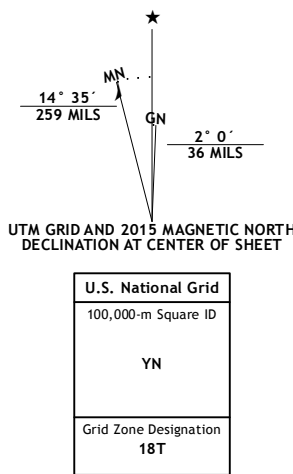 ★
MN
GN
14° 35´
259 MILS
2° 0´
36 MILS
UTM GRID AND 2015 MAGNETIC NORTH
DECLINATION AT CENTER OF SHEET
U.S. National Grid
100,000-m Square ID
YN
Grid Zone Designation
18T